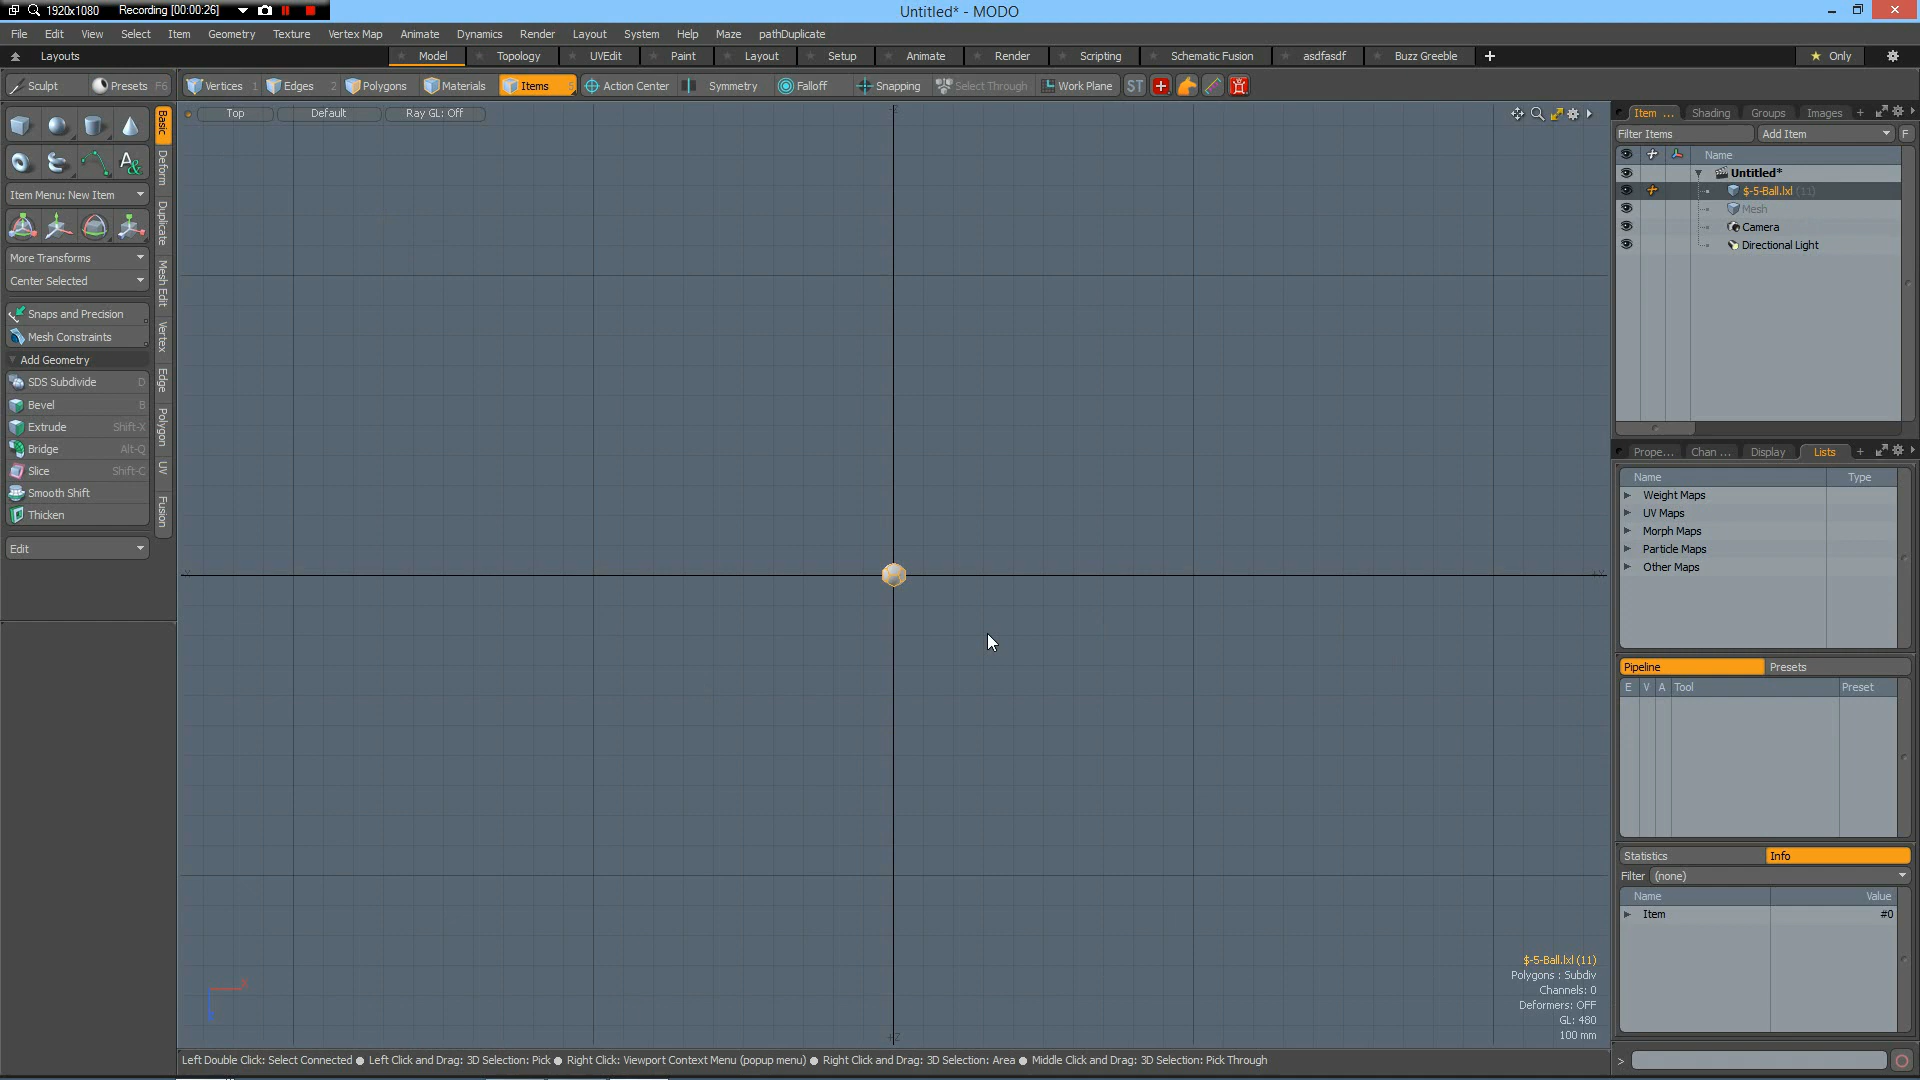 1920x1080 Recording [00:00:26]
Untitled* - MODO
File Edit View Select Item Geometry Texture Vertex Map Animate Dynamics Render Layout System Help Maze pathDuplicate
Layouts Model Topology UVEdit Paint Layout Setup Animate Render Scripting Schematic Fusion asdfasdf Buzz Greeble + Only
Sculpt Presets F6 Vertices 1 Edges 2 Polygons Materials Items 5 Action Center Symmetry Falloff Snapping Select Through Work Plane ST
Top Default Ray GL: Off
Item ... Shading Groups Images +
Filter Items Add Item F
Name
Untitled*
$-5-Ball.lxl (11)
Mesh
Camera
Directional Light
Basic
Deform
Duplicate
Mesh Edit
Vertex
Edge
Polygon
UV
Fusion
Item Menu: New Item
More Transforms
Center Selected
Snaps and Precision
Mesh Constraints
Add Geometry
SDS Subdivide D
Bevel B
Extrude Shift-X
Bridge Alt-Q
Slice Shift-C
Smooth Shift
Thicken
Edit
Prope... Chan ... Display Lists +
Name Type
Weight Maps
UV Maps
Morph Maps
Particle Maps
Other Maps
Pipeline Presets
E V A Tool Preset
Statistics Info
Filter (none)
Name Value
Item #0
X
$-5-Ball.lxl (11)
Polygons : Subdiv
Channels: 0
Deformers: OFF
GL: 480
100 mm
Left Double Click: Select Connected ● Left Click and Drag: 3D Selection: Pick ● Right Click: Viewport Context Menu (popup menu) ● Right Click and Drag: 3D Selection: Area ● Middle Click and Drag: 3D Selection: Pick Through
>